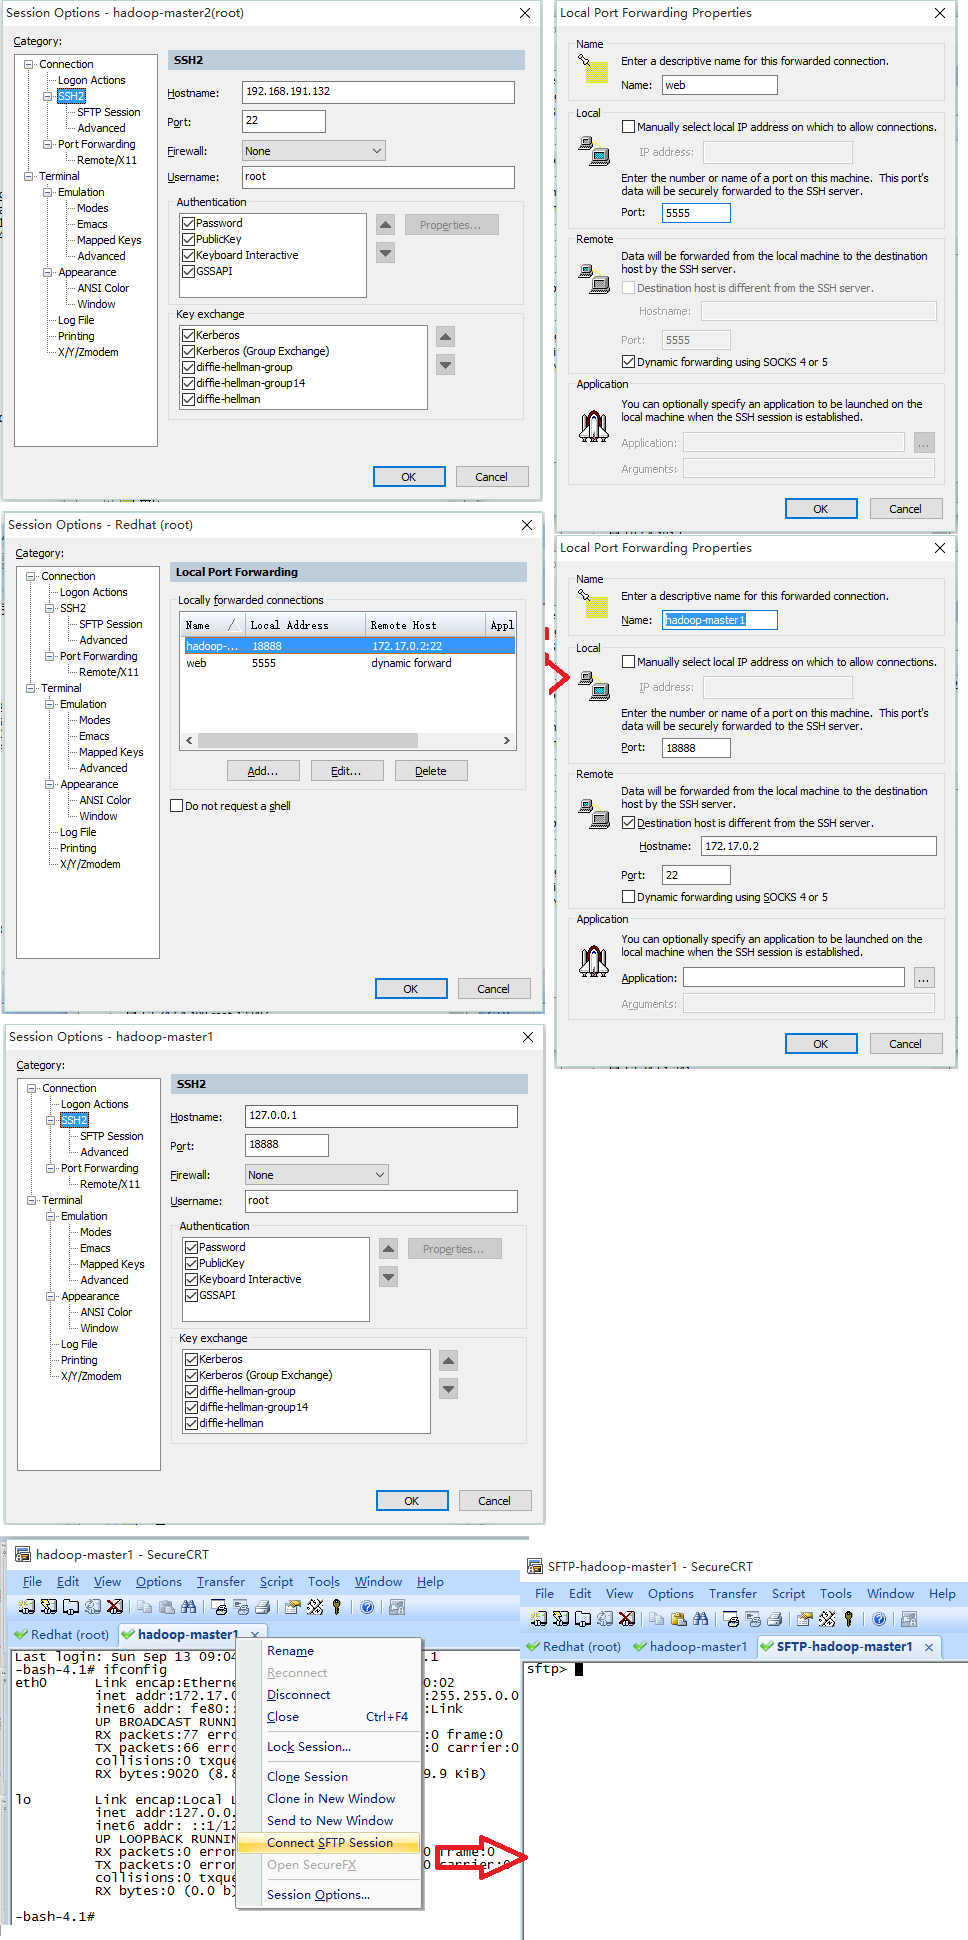 Session Options - hadoop-master2(root)
Category:
Connection
Logon Actions
SSH2
SFTP Session
Advanced
Port Forwarding
Remote/X11
Terminal
Emulation
Modes
Emacs
Mapped Keys
Advanced
Appearance
ANSI Color
Window
Log File
Printing
X/Y/Zmodem
SSH2
Hostname: 192.168.191.132
Port: 22
Firewall: None
Username: root
Authentication
Password
PublicKey
Keyboard Interactive
GSSAPI
Properties...
Key exchange
Kerberos
Kerberos (Group Exchange)
diffie-hellman-group
diffie-hellman-group14
diffie-hellman
OK Cancel
Local Port Forwarding Properties
Name
Enter a descriptive name for this forwarded connection.
Name: web
Local
Manually select local IP address on which to allow connections.
IP address:
Enter the number or name of a port on this machine. This port's
data will be securely forwarded to the SSH server.
Port: 5555
Remote
Data will be forwarded from the local machine to the destination
host by the SSH server.
Destination host is different from the SSH server.
Hostname:
Port: 5555
Dynamic forwarding using SOCKS 4 or 5
Application
You can optionally specify an application to be launched on the
local machine when the SSH session is established.
Application: ...
Arguments:
OK Cancel
Session Options - Redhat (root)
Category:
Connection
Logon Actions
SSH2
SFTP Session
Advanced
Port Forwarding
Remote/X11
Terminal
Emulation
Modes
Emacs
Mapped Keys
Advanced
Appearance
ANSI Color
Window
Log File
Printing
X/Y/Zmodem
Local Port Forwarding
Locally forwarded connections
Name Local Address Remote Host Appl
hadoop-... 18888 172.17.0.2:22
web 5555 dynamic forward
Add... Edit... Delete
Do not request a shell
OK Cancel
Local Port Forwarding Properties
Name
Enter a descriptive name for this forwarded connection.
Name: hadoop-master1
Local
Manually select local IP address on which to allow connections.
IP address:
Enter the number or name of a port on this machine. This port's
data will be securely forwarded to the SSH server.
Port: 18888
Remote
Data will be forwarded from the local machine to the destination
host by the SSH server.
Destination host is different from the SSH server.
Hostname: 172.17.0.2
Port: 22
Dynamic forwarding using SOCKS 4 or 5
Application
You can optionally specify an application to be launched on the
local machine when the SSH session is established.
Application: ...
Arguments:
OK Cancel
Session Options - hadoop-master1
Category:
Connection
Logon Actions
SSH2
SFTP Session
Advanced
Port Forwarding
Remote/X11
Terminal
Emulation
Modes
Emacs
Mapped Keys
Advanced
Appearance
ANSI Color
Window
Log File
Printing
X/Y/Zmodem
SSH2
Hostname: 127.0.0.1
Port: 18888
Firewall: None
Username: root
Authentication
Password
PublicKey
Keyboard Interactive
GSSAPI
Properties...
Key exchange
Kerberos
Kerberos (Group Exchange)
diffie-hellman-group
diffie-hellman-group14
diffie-hellman
OK Cancel
hadoop-master1 - SecureCRT
File Edit View Options Transfer Script Tools Window Help
Redhat (root) hadoop-master1
Last login: Sun Sep 13 09:04 .1
-bash-4.1# ifconfig
eth0 Link encap:Etherne 0:02
inet addr:172.17.0 :255.255.0.0
inet6 addr: fe80:: :Link
UP BROADCAST RUNNIN
RX packets:77 erro :0 frame:0
TX packets:66 erro :0 carrier:0
collisions:0 txque
RX bytes:9020 (8.8 9.9 KiB)
lo Link encap:Local L
inet addr:127.0.0.
inet6 addr: ::1/12
UP LOOPBACK RUNNIN
RX packets:0 error 0 frame:0
TX packets:0 error 0 carrier:0
collisions:0 txque
RX bytes:0 (0.0 b)
-bash-4.1#
Rename
Reconnect
Disconnect
Close Ctrl+F4
Lock Session...
Clone Session
Clone in New Window
Send to New Window
Connect SFTP Session
Open SecureFX
Session Options...
SFTP-hadoop-master1 - SecureCRT
File Edit View Options Transfer Script Tools Window Help
Redhat (root) hadoop-master1 SFTP-hadoop-master1
sftp>